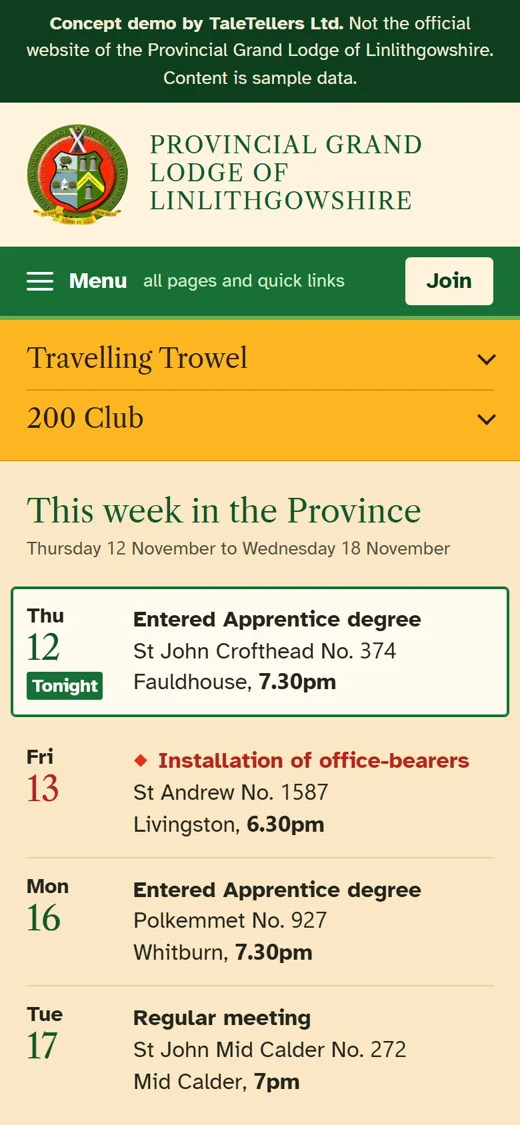 Concept demo by TaleTellers Ltd. Not the official
website of the Provincial Grand Lodge of Linlithgowshire.
Content is sample data.
PROVINCIAL GRAND
LODGE OF
LINLITHGOWSHIRE
Menu all pages and quick links Join
Travelling Trowel
200 Club
This week in the Province
Thursday 12 November to Wednesday 18 November
Thu
12
Tonight
Entered Apprentice degree
St John Crofthead No. 374
Fauldhouse, 7.30pm
Fri
13
Installation of office-bearers
St Andrew No. 1587
Livingston, 6.30pm
Mon
16
Entered Apprentice degree
Polkemmet No. 927
Whitburn, 7.30pm
Tue
17
Regular meeting
St John Mid Calder No. 272
Mid Calder, 7pm